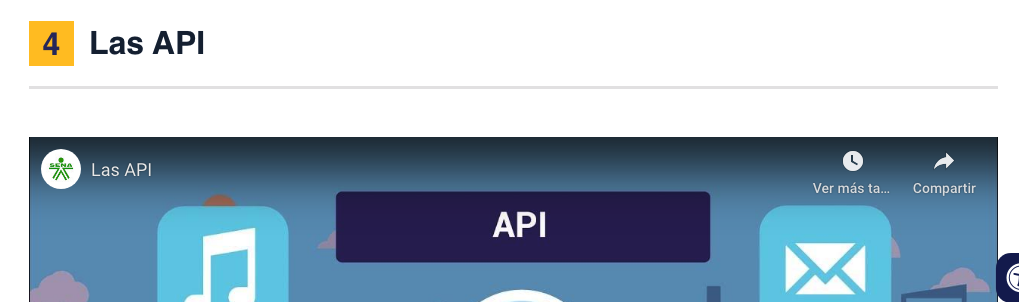 4 Las API
SENA
Las API
Ver más ta...
Compartir
API